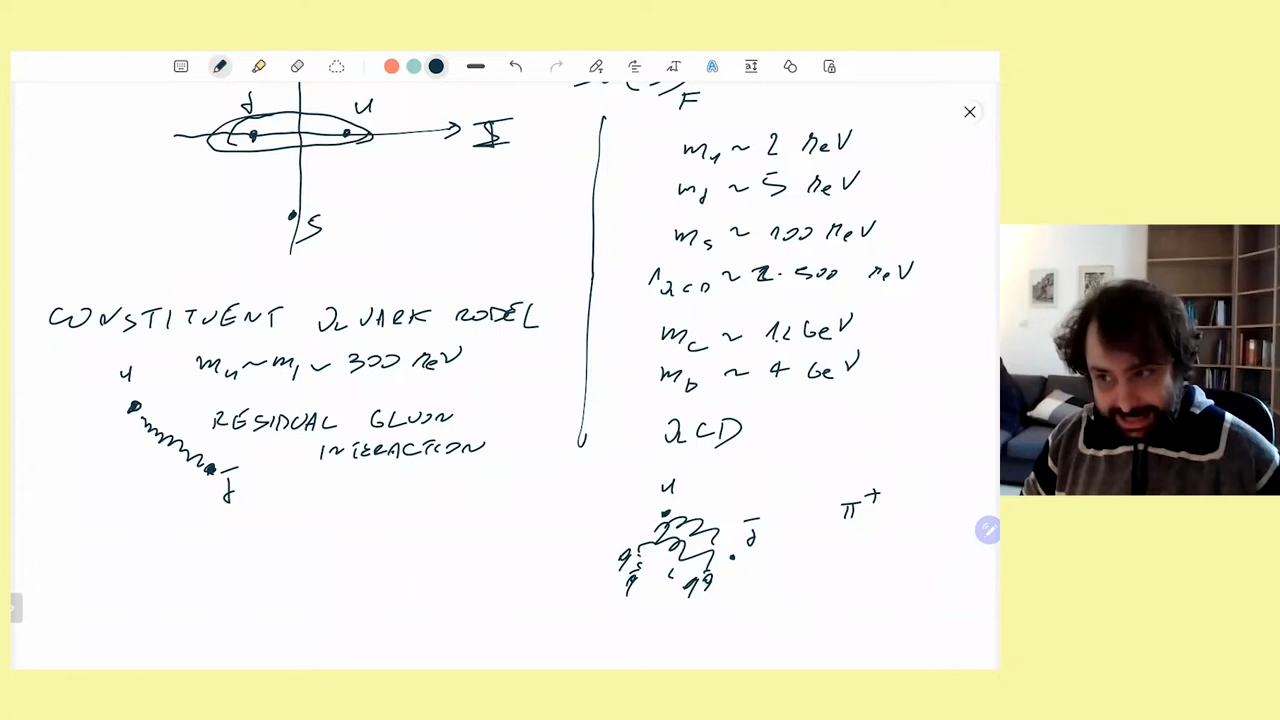 d u
I
S
CONSTITUENT QUARK MODEL
m_u ~ m_d ~ 300 MeV
u
RESIDUAL GLUON
INTERACTION
d̄
F
m_u ~ 2 MeV
m_d ~ 5 MeV
m_s ~ 100 MeV
Λ_QCD ~ 500 MeV
m_c ~ 1.2 GeV
m_b ~ 4 GeV
QCD
u
π⁺
d̄